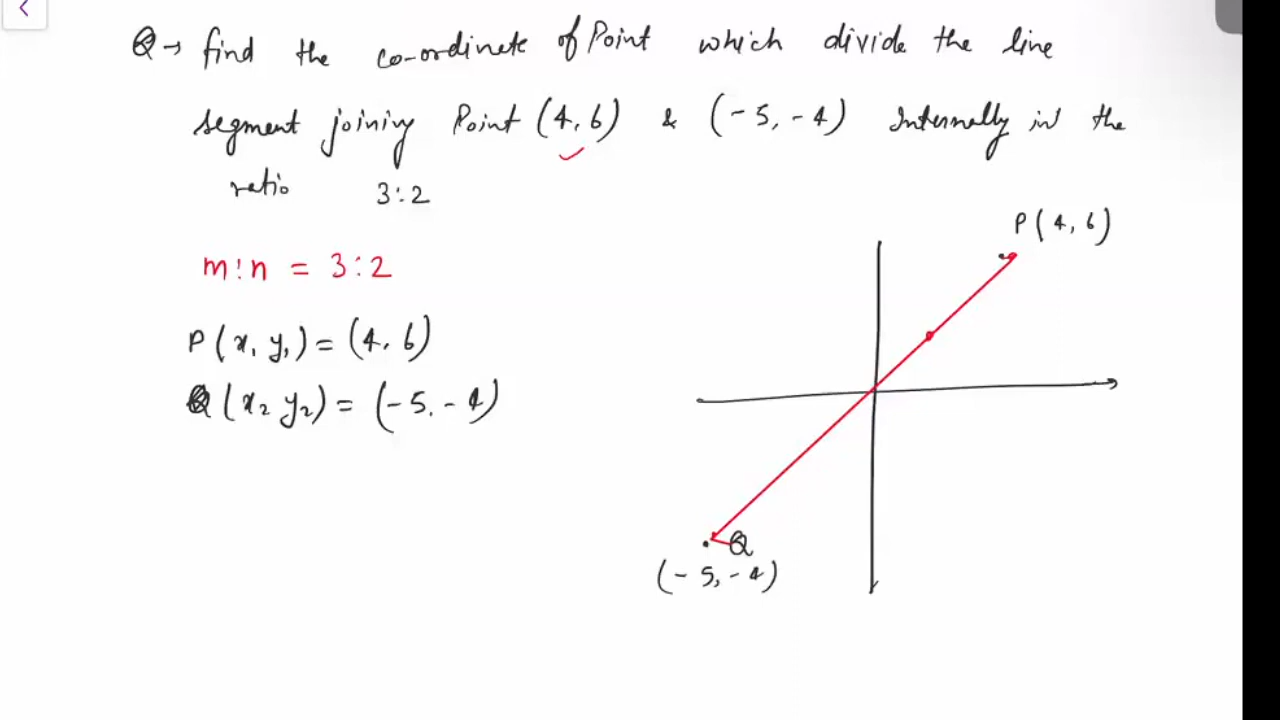 Q → find the co-ordinate of Point which divide the line
segment joining Point (4, 6) & (-5, -4) Internally in the
ratio 3:2
m:n = 3:2
P(x₁ y₁) = (4, 6)
Q(x₂ y₂) = (-5, -4)
P(4, 6)
Q
(-5, -4)